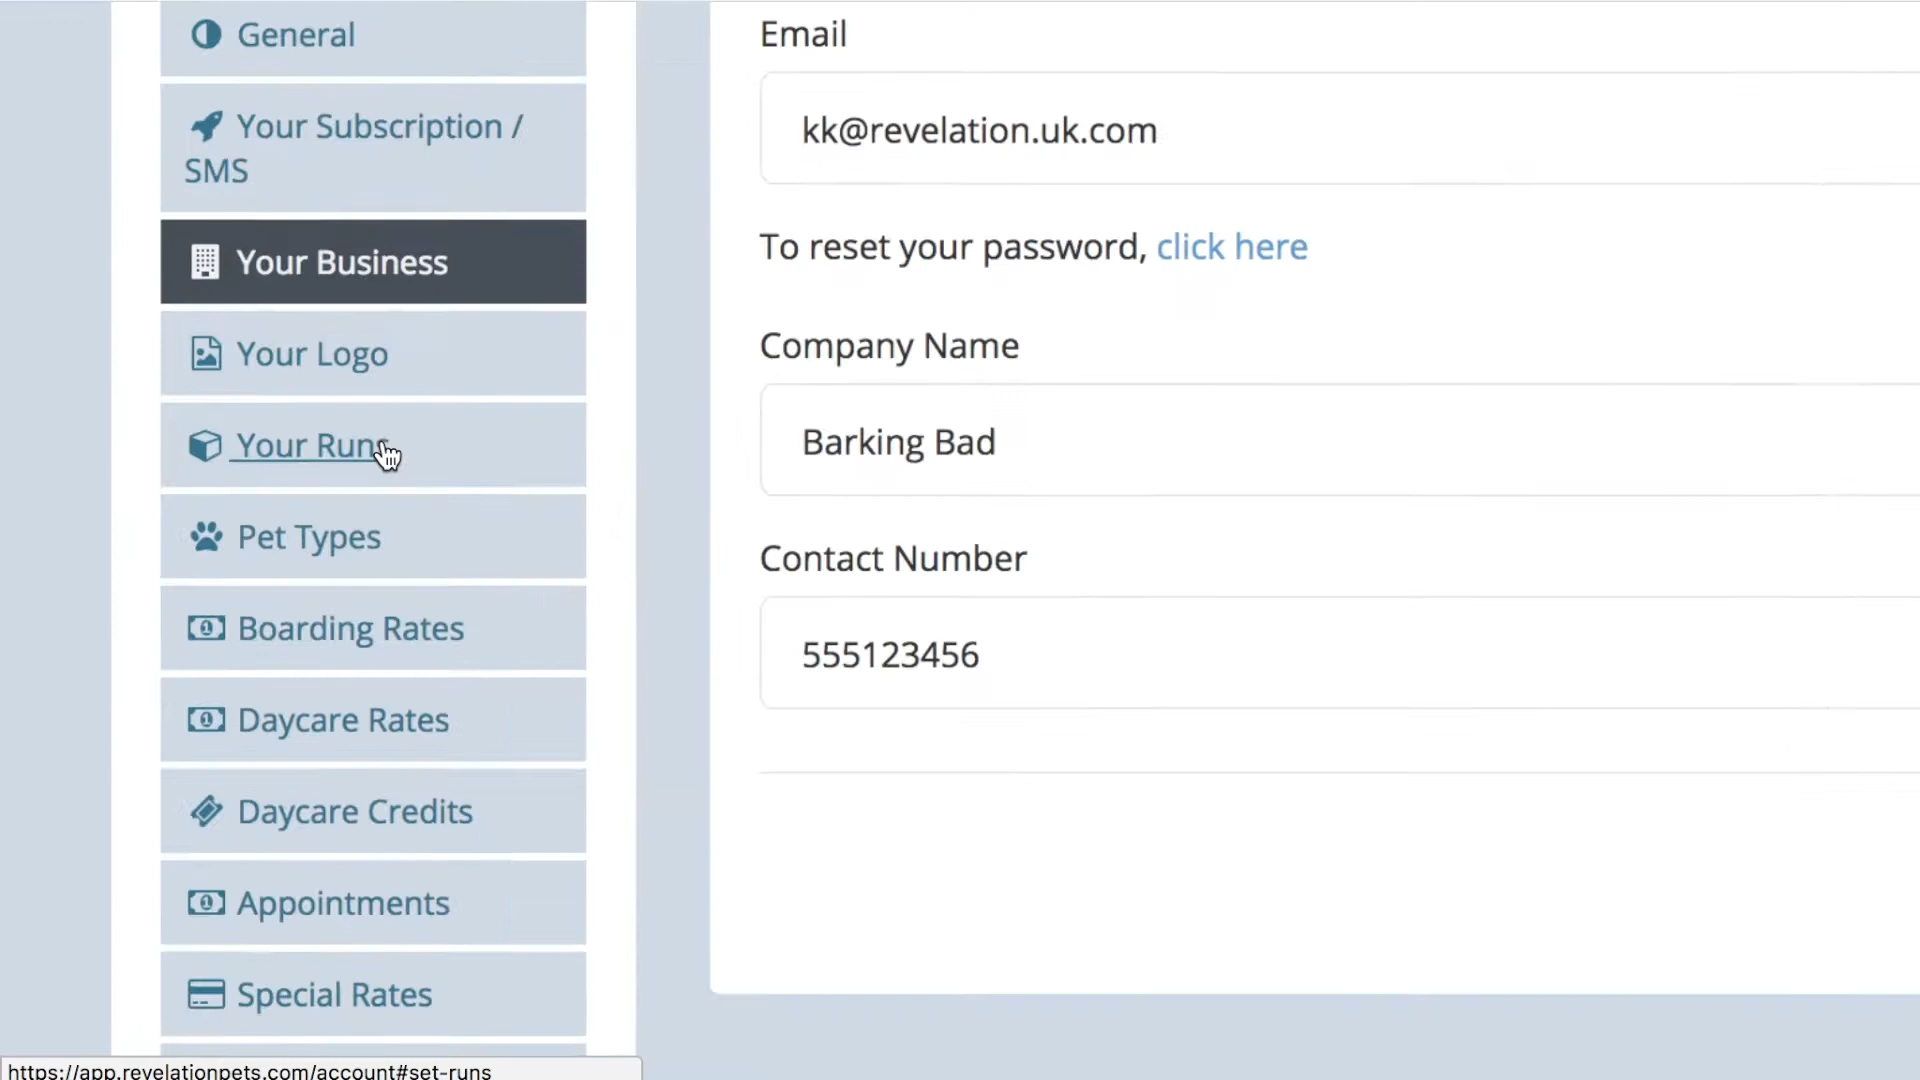 General
Your Subscription /
SMS
Your Business
Your Logo
Your Runs
Pet Types
Boarding Rates
Daycare Rates
Daycare Credits
Appointments
Special Rates
Email
kk@revelation.uk.com
To reset your password, click here
Company Name
Barking Bad
Contact Number
555123456
https://app.revelationpets.com/account#set-runs